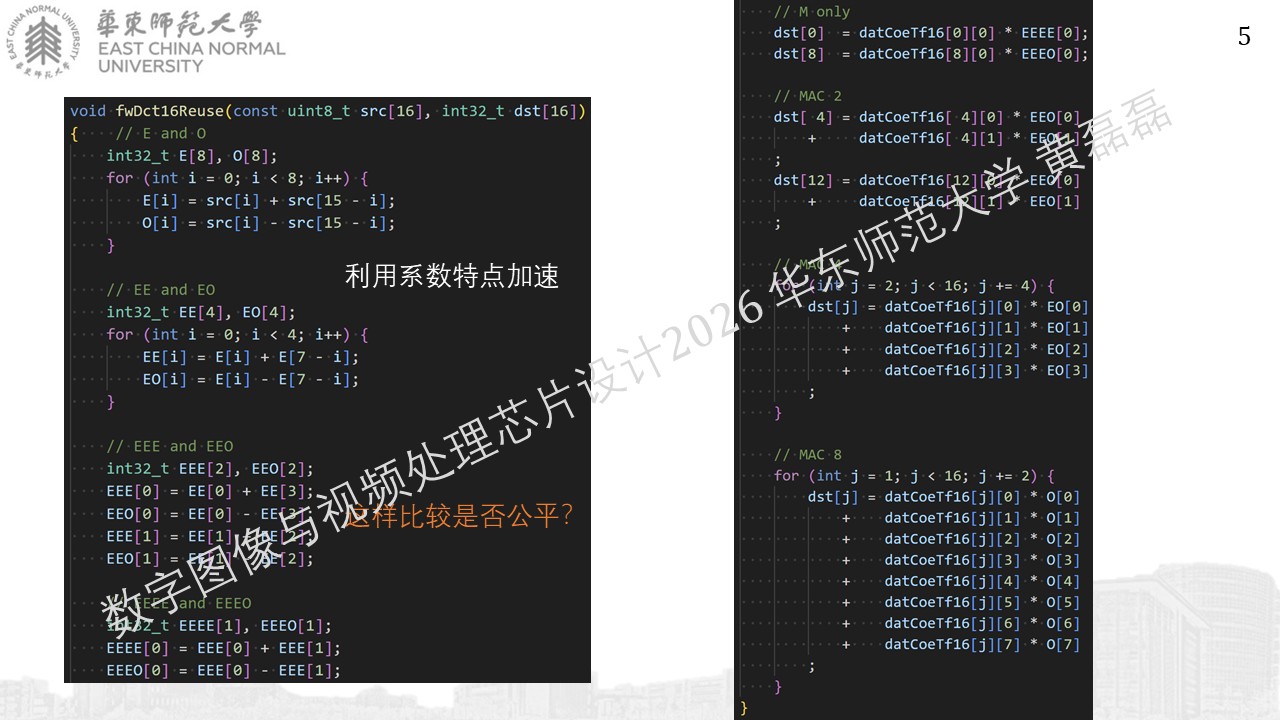 華東師範大學
EAST CHINA NORMAL
UNIVERSITY
EAST CHINA NORMAL UNIVERSITY
5
void fwDct16Reuse(const uint8_t src[16], int32_t dst[16])
{ // E and O
int32_t E[8], O[8];
for (int i = 0; i < 8; i++) {
E[i] = src[i] + src[15 - i];
O[i] = src[i] - src[15 - i];
}
利用系数特点加速
// EE and EO
int32_t EE[4], EO[4];
for (int i = 0; i < 4; i++) {
EE[i] = E[i] + E[7 - i];
EO[i] = E[i] - E[7 - i];
}
// EEE and EEO
int32_t EEE[2], EEO[2];
EEE[0] = EE[0] + EE[3];
EEO[0] = EE[0] - EE[3];
这样比较是否公平?
EEE[1] = EE[1] + EE[2];
EEO[1] = EE[1] - EE[2];
// EEEE and EEEO
int32_t EEEE[1], EEEO[1];
EEEE[0] = EEE[0] + EEE[1];
EEEO[0] = EEE[0] - EEE[1];
// M only
dst[0] = datCoeTf16[0][0] * EEEE[0];
dst[8] = datCoeTf16[8][0] * EEEO[0];
// MAC 2
dst[ 4] = datCoeTf16[ 4][0] * EEO[0]
+ datCoeTf16[ 4][1] * EEO[1]
;
dst[12] = datCoeTf16[12][0] * EEO[0]
+ datCoeTf16[12][1] * EEO[1]
;
// MAC 4
for (int j = 2; j < 16; j += 4) {
dst[j] = datCoeTf16[j][0] * EO[0]
+ datCoeTf16[j][1] * EO[1]
+ datCoeTf16[j][2] * EO[2]
+ datCoeTf16[j][3] * EO[3]
;
}
// MAC 8
for (int j = 1; j < 16; j += 2) {
dst[j] = datCoeTf16[j][0] * O[0]
+ datCoeTf16[j][1] * O[1]
+ datCoeTf16[j][2] * O[2]
+ datCoeTf16[j][3] * O[3]
+ datCoeTf16[j][4] * O[4]
+ datCoeTf16[j][5] * O[5]
+ datCoeTf16[j][6] * O[6]
+ datCoeTf16[j][7] * O[7]
;
}
}
数字图像与视频处理芯片设计2026 华东师范大学 黄磊磊